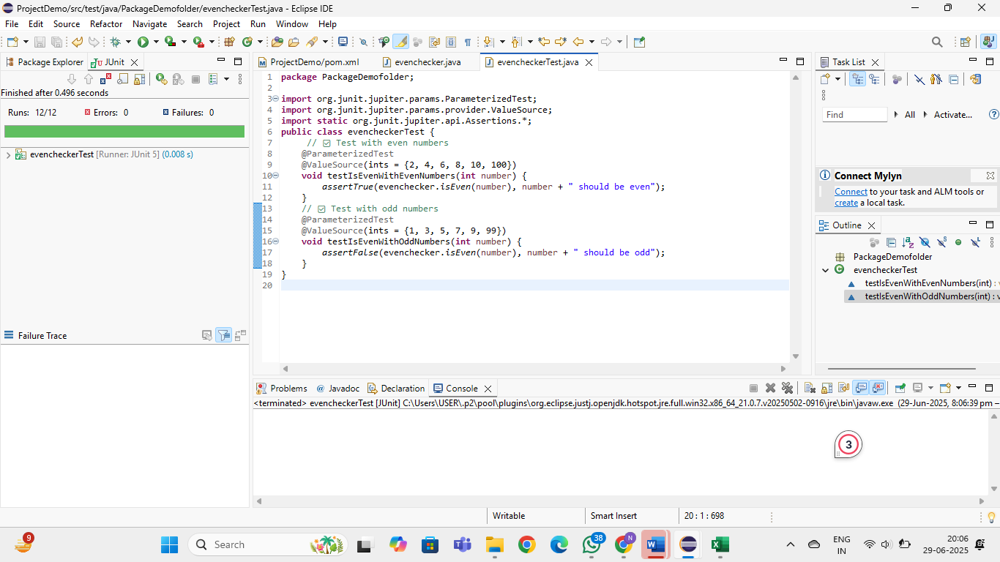 ProjectDemo/src/test/java/PackageDemofolder/evencheckerTest.java - Eclipse IDE
File Edit Source Refactor Navigate Search Project Run Window Help
Package Explorer JUnit
Finished after 0.496 seconds
Runs: 12/12 Errors: 0 Failures: 0
evencheckerTest [Runner: JUnit 5] (0.008 s)
Failure Trace
ProjectDemo/pom.xml evenchecker.java evencheckerTest.java
1 package PackageDemofolder;
2
3 import org.junit.jupiter.params.ParameterizedTest;
4 import org.junit.jupiter.params.provider.ValueSource;
5 import static org.junit.jupiter.api.Assertions.*;
6 public class evencheckerTest {
7 // ☑ Test with even numbers
8 @ParameterizedTest
9 @ValueSource(ints = {2, 4, 6, 8, 10, 100})
10 void testIsEvenWithEvenNumbers(int number) {
11 assertTrue(evenchecker.isEven(number), number + " should be even");
12 }
13 // ☑ Test with odd numbers
14 @ParameterizedTest
15 @ValueSource(ints = {1, 3, 5, 7, 9, 99})
16 void testIsEvenWithOddNumbers(int number) {
17 assertFalse(evenchecker.isEven(number), number + " should be odd");
18 }
19 }
20
Task List
Find All Activate...
Connect Mylyn
Connect to your task and ALM tools or
create a local task.
Outline
PackageDemofolder
evencheckerTest
testIsEvenWithEvenNumbers(int) : v
testIsEvenWithOddNumbers(int) : v
Problems Javadoc Declaration Console
<terminated> evencheckerTest [JUnit] C:\Users\USER\.p2\pool\plugins\org.eclipse.justj.openjdk.hotspot.jre.full.win32.x86_64_21.0.7.v20250502-0916\jre\bin\javaw.exe (29-Jun-2025, 8:06:39 pm –
3
Writable Smart Insert 20 : 1 : 698
9
Search
38
N
ENG
IN
20:06
29-06-2025